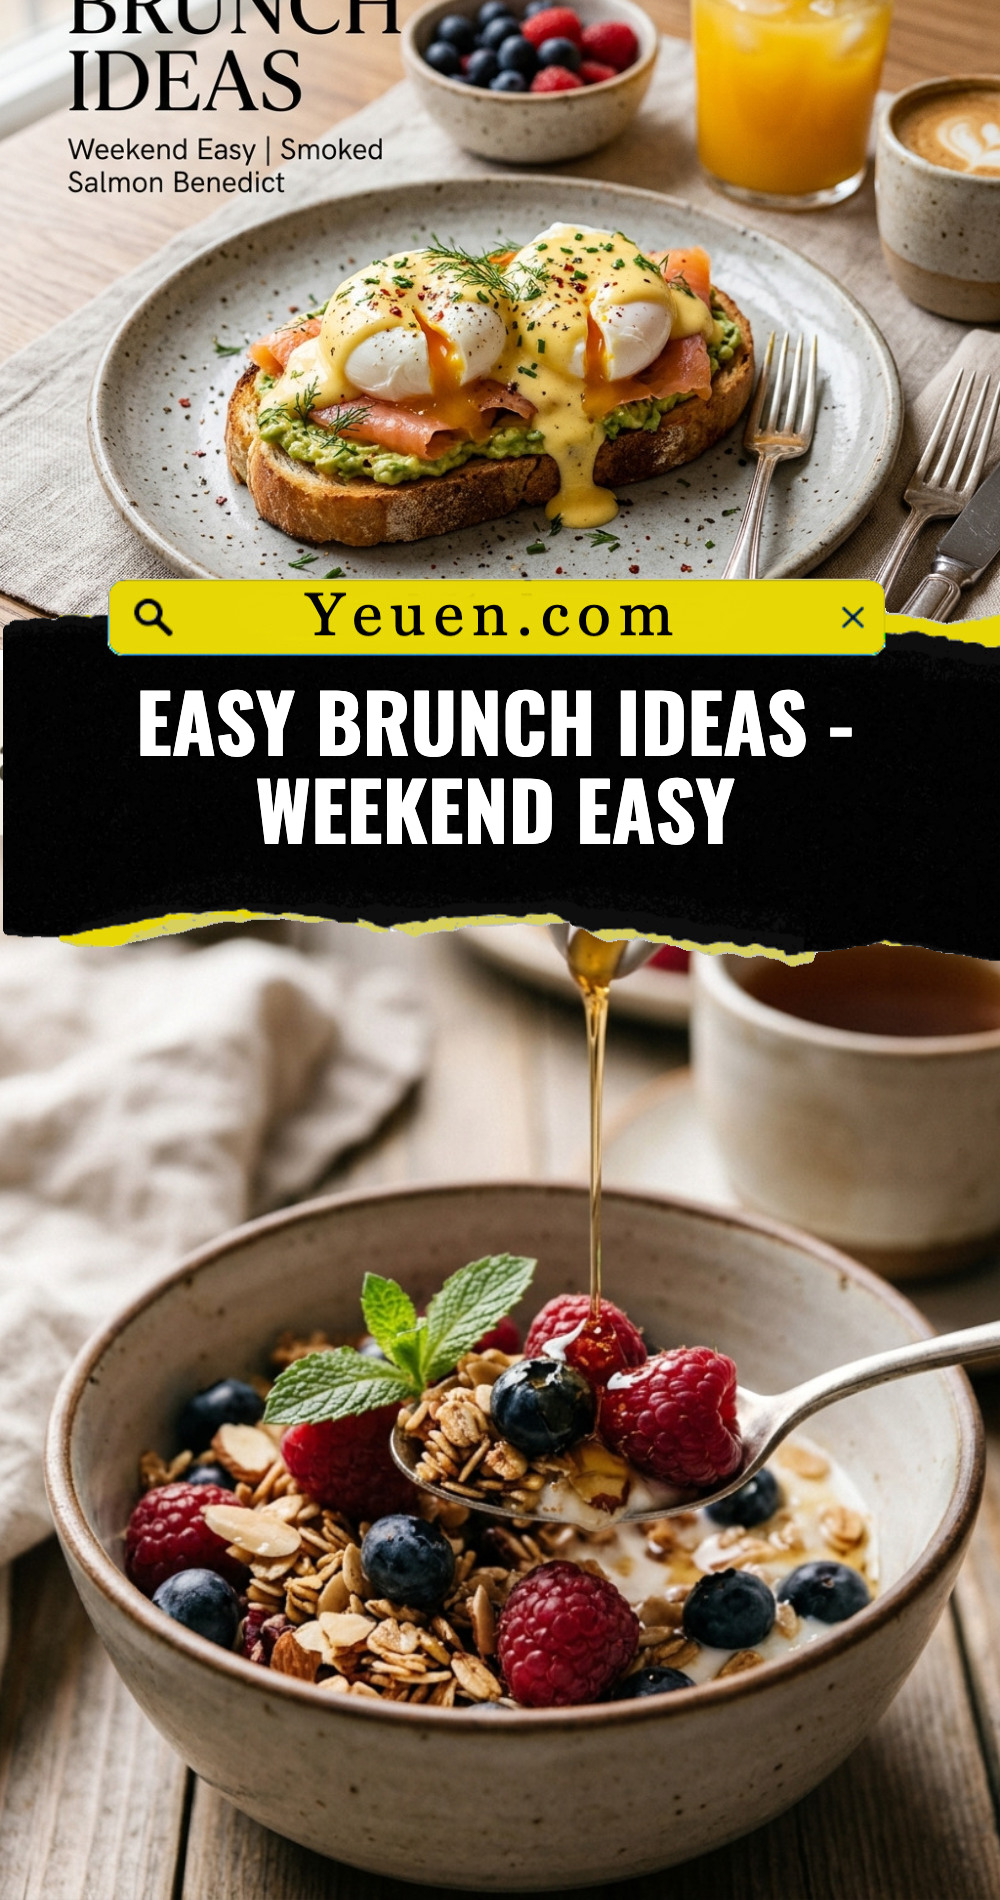 BRUNCH
IDEAS
Weekend Easy | Smoked
Salmon Benedict
Yeuen.com
EASY BRUNCH IDEAS -
WEEKEND EASY